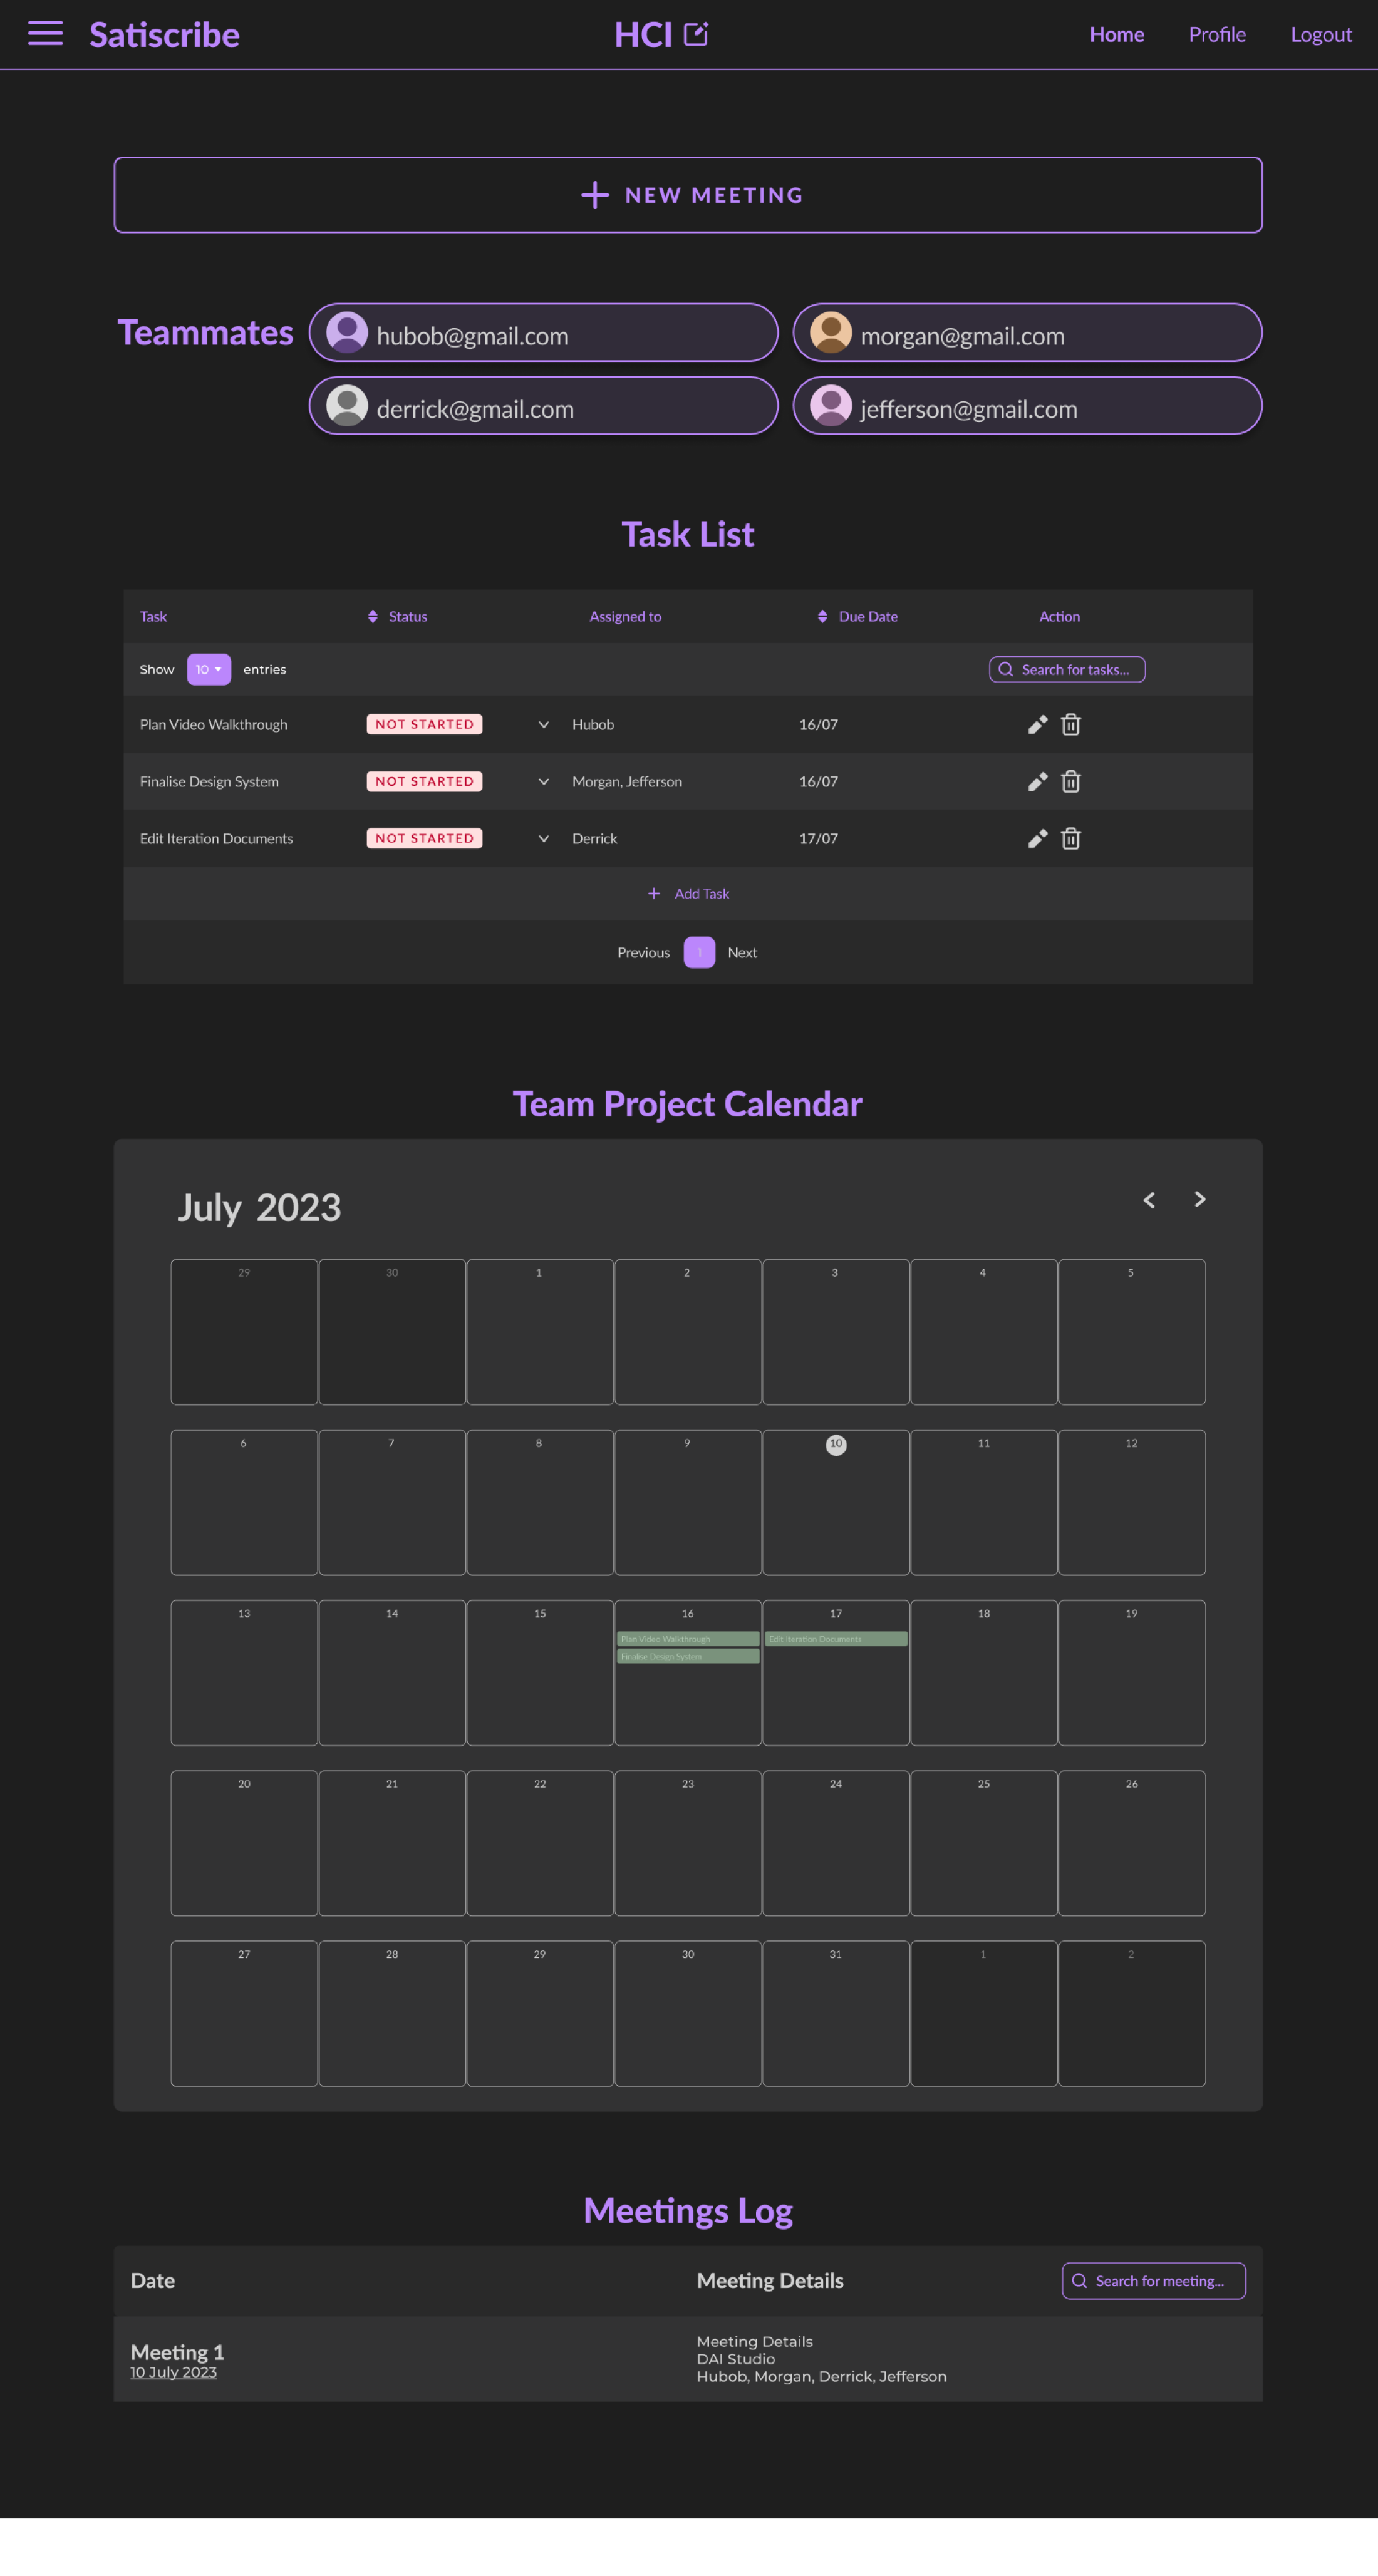 Satiscribe HCI Home Profile Logout
NEW MEETING
Teammates hubob@gmail.com morgan@gmail.com
derrick@gmail.com jefferson@gmail.com
Task List
Task Status Assigned to Due Date Action
Show 10 entries Search for tasks...
Plan Video Walkthrough NOT STARTED Hubob 16/07
Finalise Design System NOT STARTED Morgan, Jefferson 16/07
Edit Iteration Documents NOT STARTED Derrick 17/07
+ Add Task
Previous 1 Next
Team Project Calendar
July 2023 < >
29 30 1 2 3 4 5
6 7 8 9 10 11 12
13 14 15 16 17 18 19
Plan Video Walkthrough Edit Iteration Documents
Finalise Design System
20 21 22 23 24 25 26
27 28 29 30 31 1 2
Meetings Log
Date Meeting Details Search for meeting...
Meeting 1
10 July 2023
Meeting Details
DAI Studio
Hubob, Morgan, Derrick, Jefferson